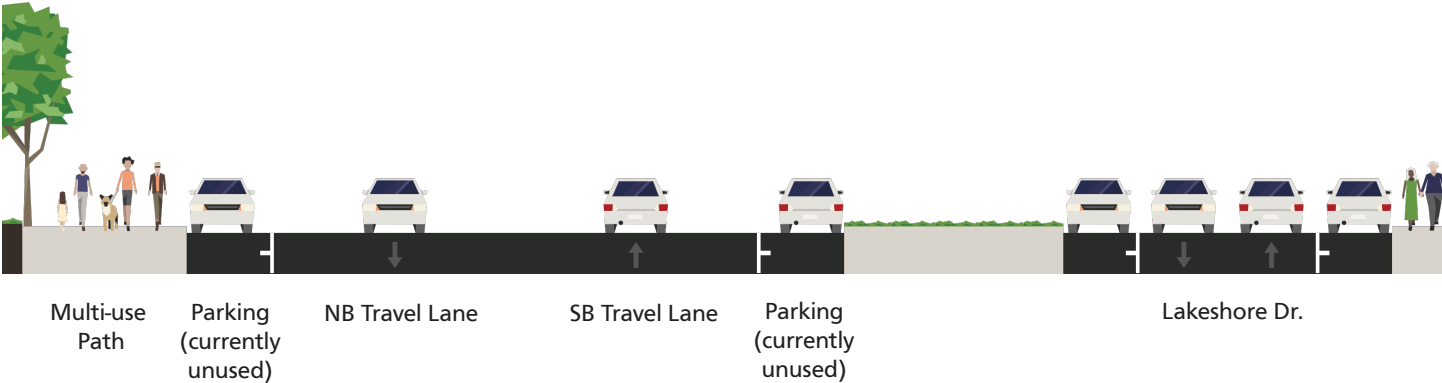 Multi-use
Path
Parking
(currently
unused)
NB Travel Lane
SB Travel Lane
Parking
(currently
unused)
Lakeshore Dr.